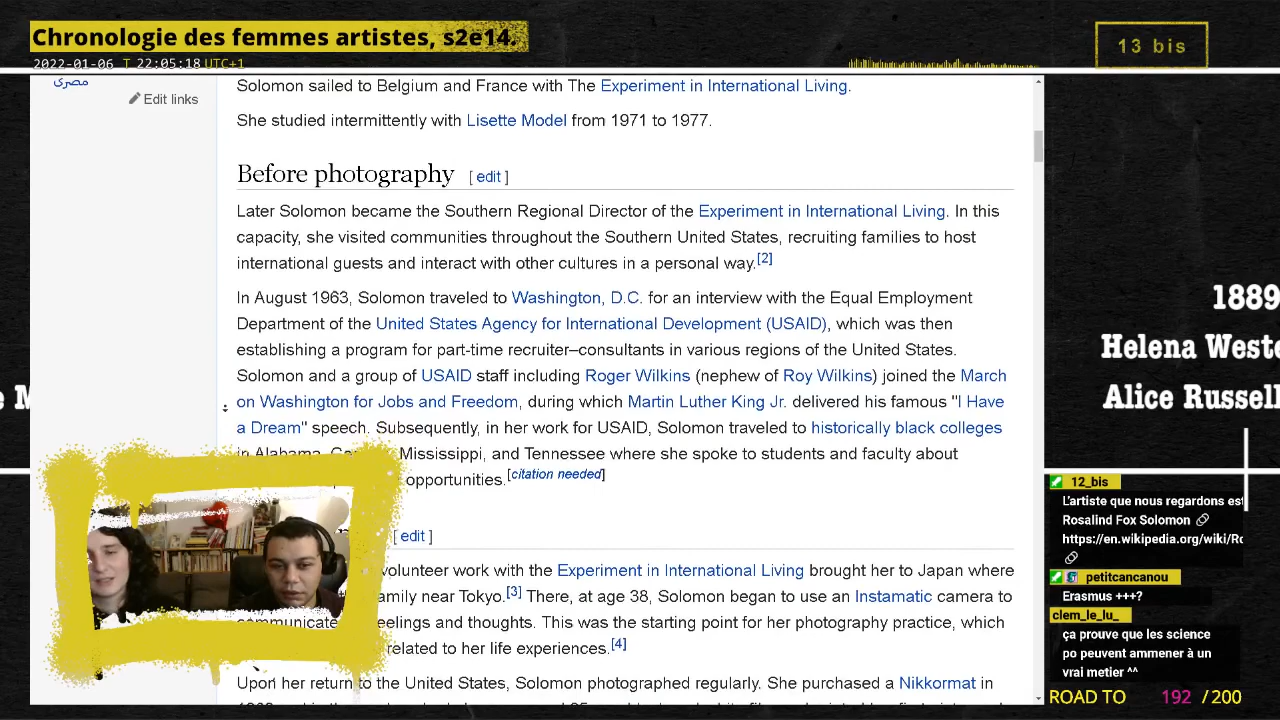 Chronologie des femmes artistes, s2e14.
2022-01-06 T 22:05:18 UTC+1
13 bis
مصرى
Edit links
Solomon sailed to Belgium and France with The Experiment in International Living.
She studied intermittently with Lisette Model from 1971 to 1977.
Before photography [ edit ]
Later Solomon became the Southern Regional Director of the Experiment in International Living. In this
capacity, she visited communities throughout the Southern United States, recruiting families to host
international guests and interact with other cultures in a personal way.[2]
In August 1963, Solomon traveled to Washington, D.C. for an interview with the Equal Employment
Department of the United States Agency for International Development (USAID), which was then
establishing a program for part-time recruiter–consultants in various regions of the United States.
Solomon and a group of USAID staff including Roger Wilkins (nephew of Roy Wilkins) joined the March
on Washington for Jobs and Freedom, during which Martin Luther King Jr. delivered his famous "I Have
a Dream" speech. Subsequently, in her work for USAID, Solomon traveled to historically black colleges
in Alabama, Mississippi, and Tennessee where she spoke to students and faculty about
opportunities.[citation needed]
[ edit ]
volunteer work with the Experiment in International Living brought her to Japan where
family near Tokyo.[3] There, at age 38, Solomon began to use an Instamatic camera to
communicate feelings and thoughts. This was the starting point for her photography practice, which
related to her life experiences.[4]
Upon her return to the United States, Solomon photographed regularly. She purchased a Nikkormat in
1889
Helena Weste
Alice Russell
e M
12_bis
L'artiste que nous regardons est
Rosalind Fox Solomon
https://en.wikipedia.org/wiki/Ro
petitcancanou
Erasmus +++?
clem_le_lu_
ça prouve que les science
po peuvent ammener à un
vrai metier ^^
ROAD TO 192 / 200